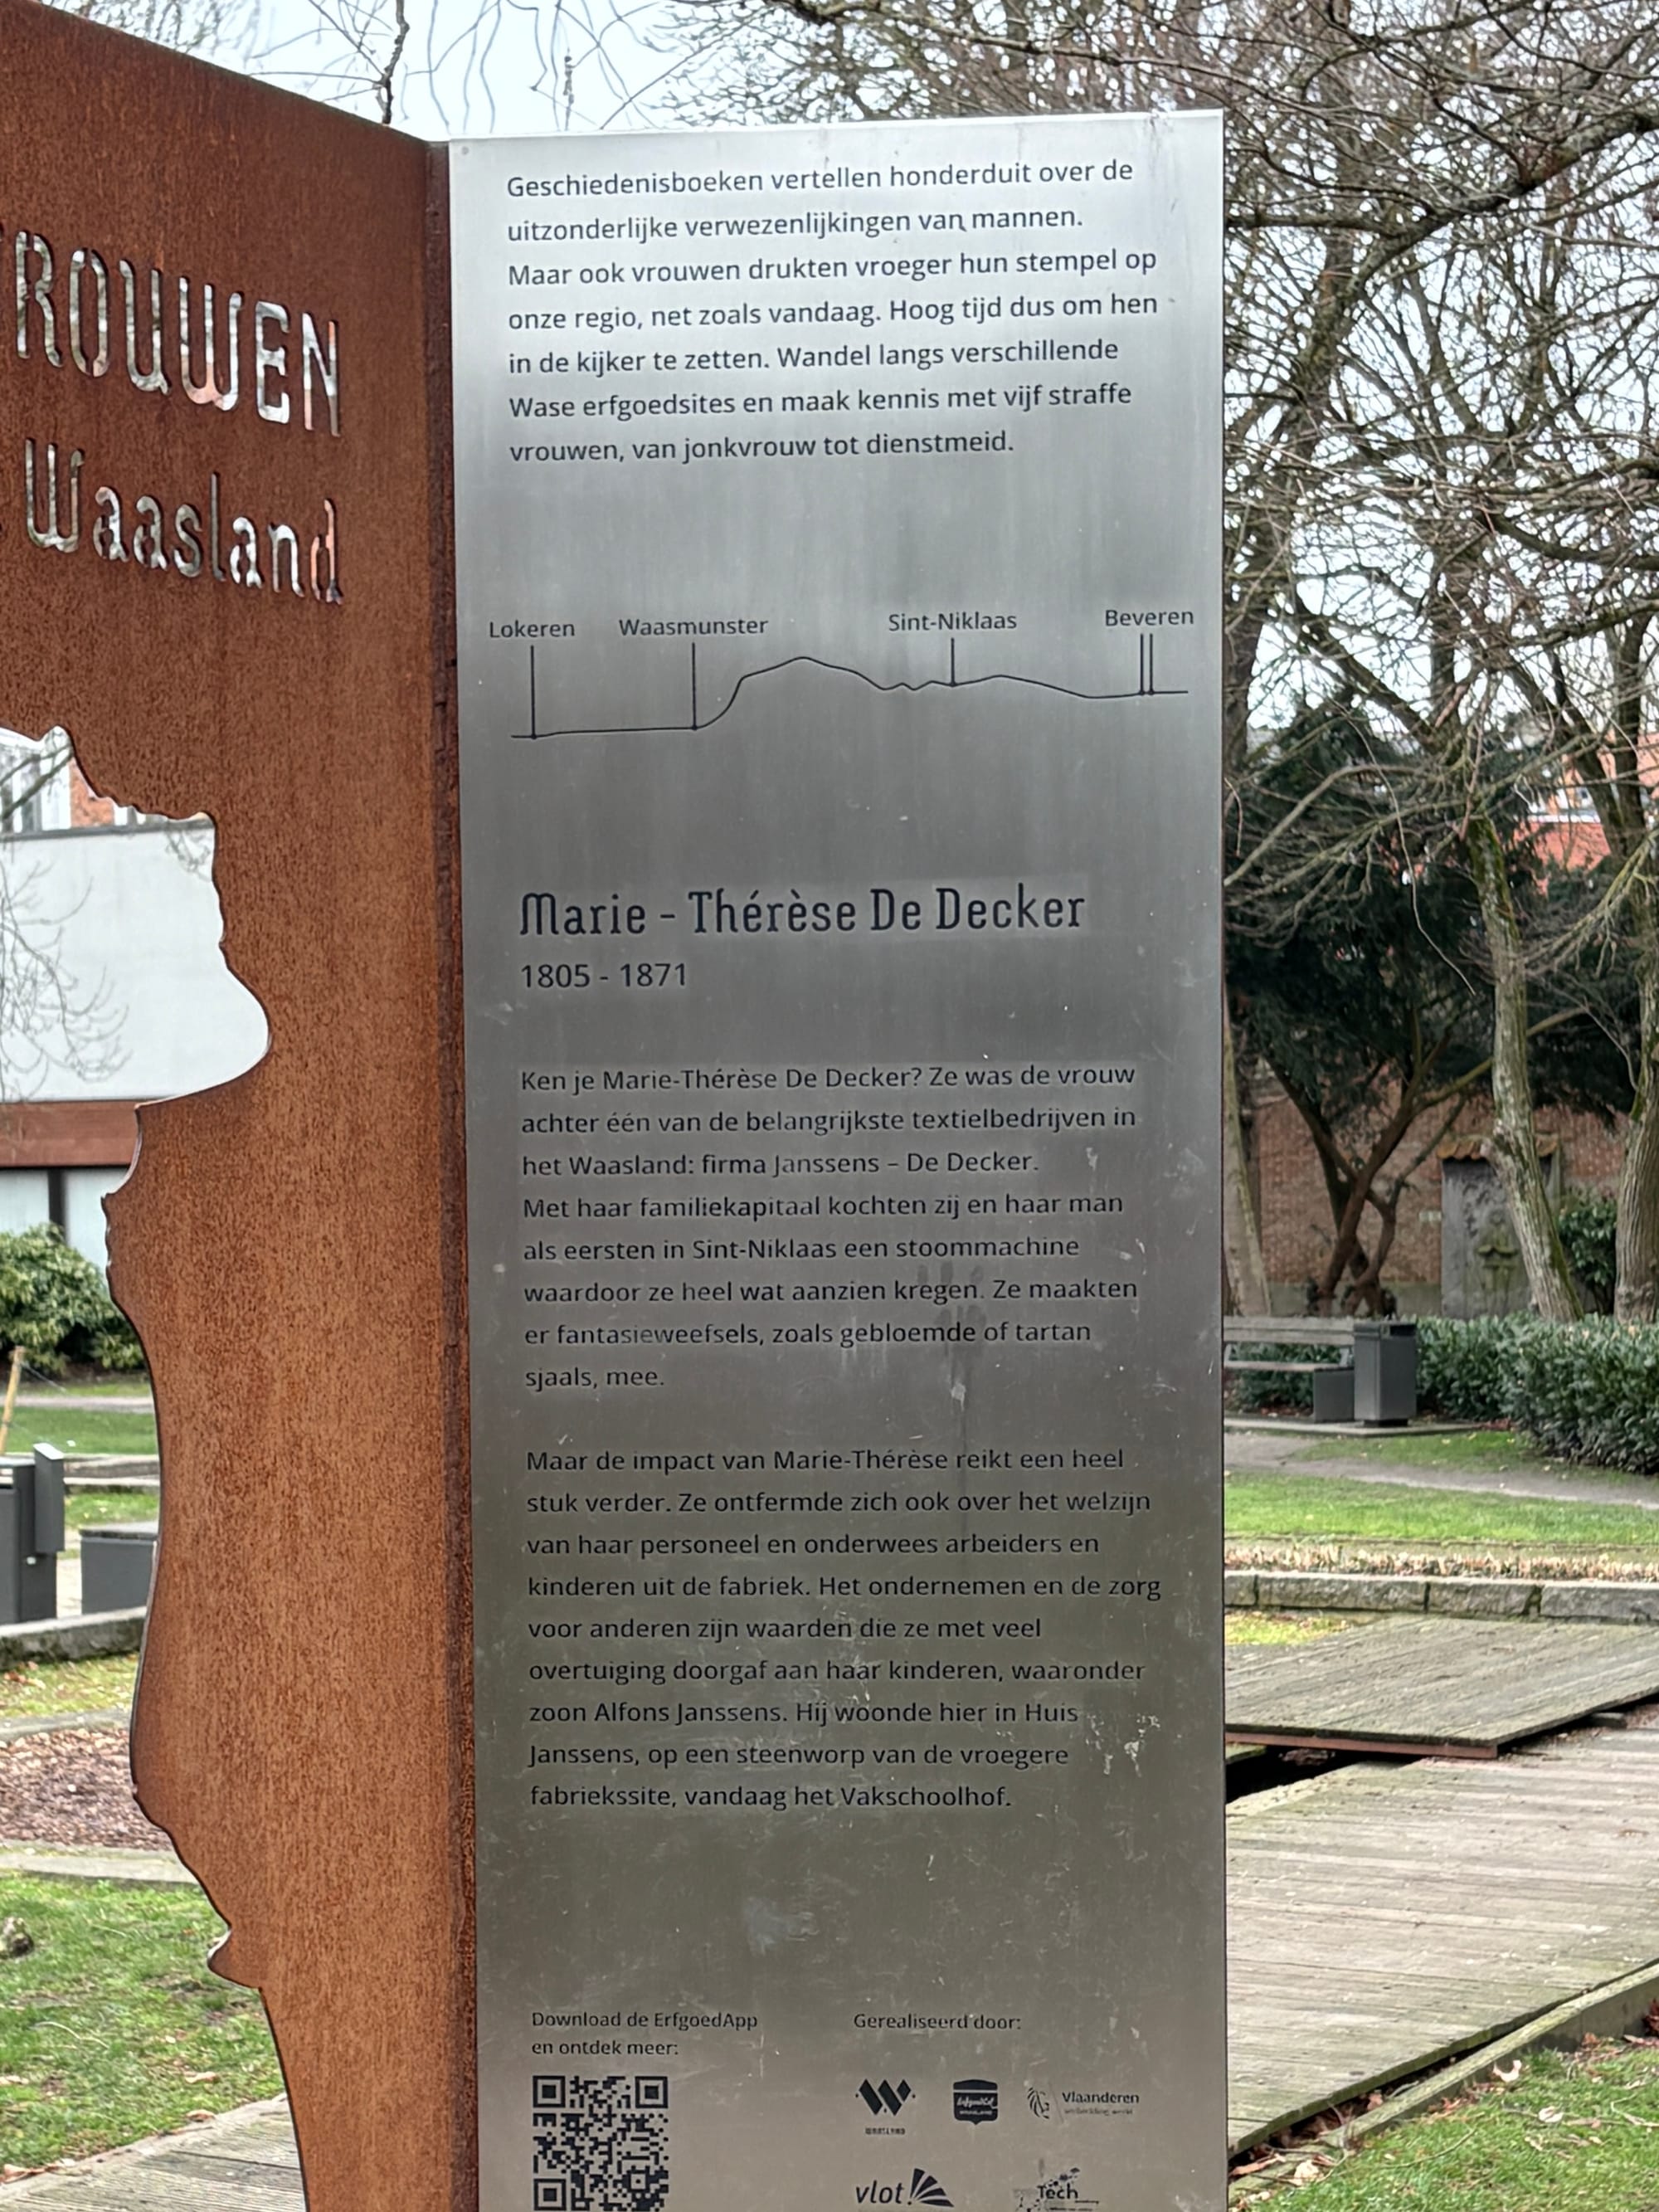 ROUWEN
Waasland
Geschiedenisboeken vertellen honderduit over de
uitzonderlijke verwezenlijkingen van mannen.
Maar ook vrouwen drukten vroeger hun stempel op
onze regio, net zoals vandaag. Hoog tijd dus om hen
in de kijker te zetten. Wandel langs verschillende
Wase erfgoedsites en maak kennis met vijf straffe
vrouwen, van jonkvrouw tot dienstmeid.
Lokeren Waasmunster Sint-Niklaas Beveren
Marie - Thérèse De Decker
1805 - 1871
Ken je Marie-Thérèse De Decker? Ze was de vrouw
achter één van de belangrijkste textielbedrijven in
het Waasland: firma Janssens – De Decker.
Met haar familiekapitaal kochten zij en haar man
als eersten in Sint-Niklaas een stoommachine
waardoor ze heel wat aanzien kregen. Ze maakten
er fantasieweefsels, zoals gebloemde of tartan
sjaals, mee.
Maar de impact van Marie-Thérèse reikt een heel
stuk verder. Ze ontfermde zich ook over het welzijn
van haar personeel en onderwees arbeiders en
kinderen uit de fabriek. Het ondernemen en de zorg
voor anderen zijn waarden die ze met veel
overtuiging doorgaf aan haar kinderen, waaronder
zoon Alfons Janssens. Hij woonde hier in Huis
Janssens, op een steenworp van de vroegere
fabriekssite, vandaag het Vakschoolhof.
Download de ErfgoedApp
en ontdek meer:
Gerealiseerd door:
WAASLAND
Vlaanderen
vlot!
Tech